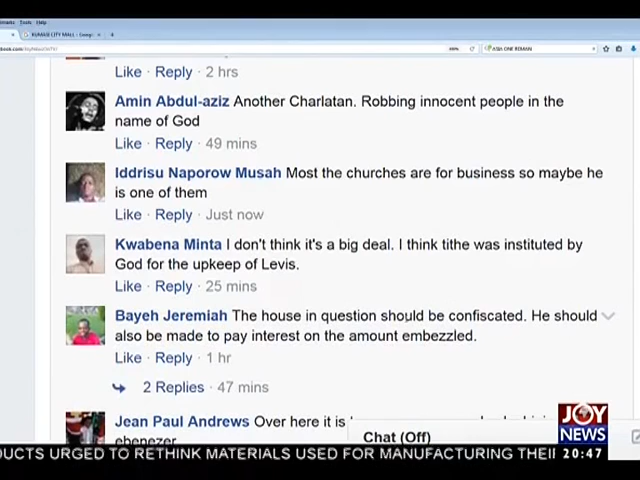 Tools Help
KUMASI CITY MALL
Like · Reply · 2 hrs
Amin Abdul-aziz Another Charlatan. Robbing innocent people in the
name of God
Like · Reply · 49 mins
Iddrisu Naporow Musah Most the churches are for business so maybe he
is one of them
Like · Reply · Just now
Kwabena Minta I don't think it's a big deal. I think tithe was instituted by
God for the upkeep of Levis.
Like · Reply · 25 mins
Bayeh Jeremiah The house in question should be confiscated. He should
also be made to pay interest on the amount embezzled.
Like · Reply · 1 hr
2 Replies · 47 mins
Jean Paul Andrews Over here it is
ebenezer
Chat (Off)
JOY
NEWS
UCTS URGED TO RETHINK MATERIALS USED FOR MANUFACTURING THEI
20:47